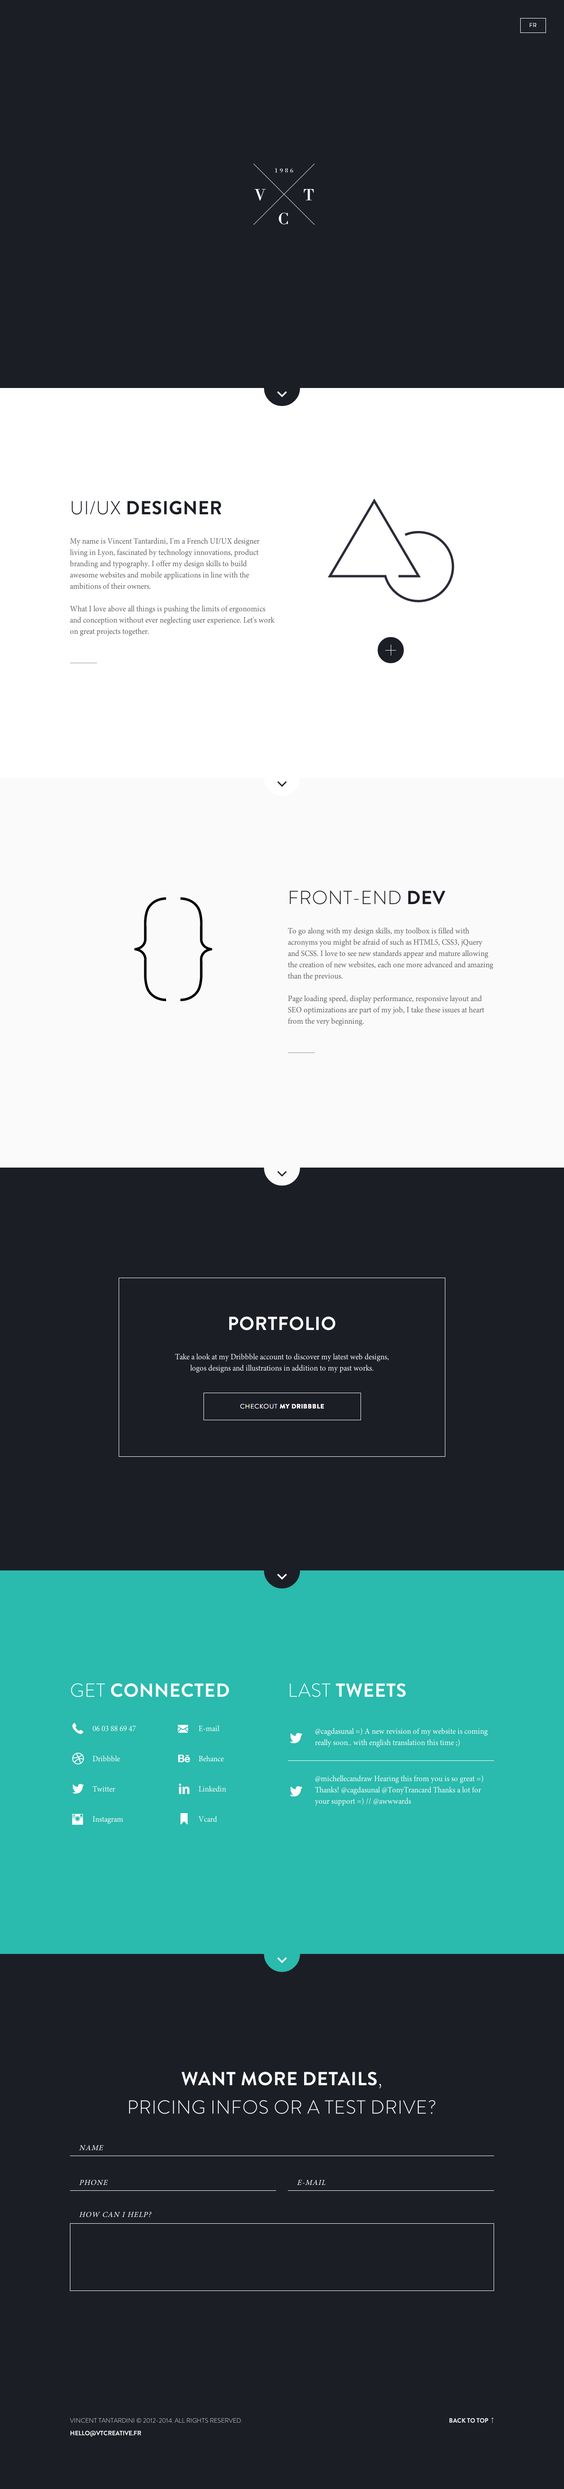 FR
1986
V T
C
UI/UX DESIGNER
My name is Vincent Tantardini, I'm a French UI/UX designer
living in Lyon, fascinated by technology innovations, product
branding and typography. I offer my design skills to build
awesome websites and mobile applications in line with the
ambitions of their owners.
What I love above all things is pushing the limits of ergonomics
and conception without ever neglecting user experience. Let's work
on great projects together.
FRONT-END DEV
To go along with my design skills, my toolbox is filled with
acronyms you might be afraid of such as HTML5, CSS3, jQuery
and SCSS. I love to see new standards appear and mature allowing
the creation of new websites, each one more advanced and amazing
than the previous.
Page loading speed, display performance, responsive layout and
SEO optimizations are part of my job, I take these issues at heart
from the very beginning.
PORTFOLIO
Take a look at my Dribbble account to discover my latest web designs,
logos designs and illustrations in addition to my past works.
CHECKOUT MY DRIBBBLE
GET CONNECTED
06 03 88 69 47
E-mail
Dribbble
Bē Behance
Twitter
in Linkedin
Instagram
Vcard
LAST TWEETS
@cagdasunal =) A new revision of my website is coming
really soon.. with english translation this time ;)
@michellecandraw Hearing this from you is so great =)
Thanks! @cagdasunal @TonyTrancard Thanks a lot for
your support =) // @awwwards
WANT MORE DETAILS,
PRICING INFOS OR A TEST DRIVE?
NAME
PHONE
E-MAIL
HOW CAN I HELP?
VINCENT TANTARDINI © 2012-2014. ALL RIGHTS RESERVED.
HELLO@VTCREATIVE.FR
BACK TO TOP ↑